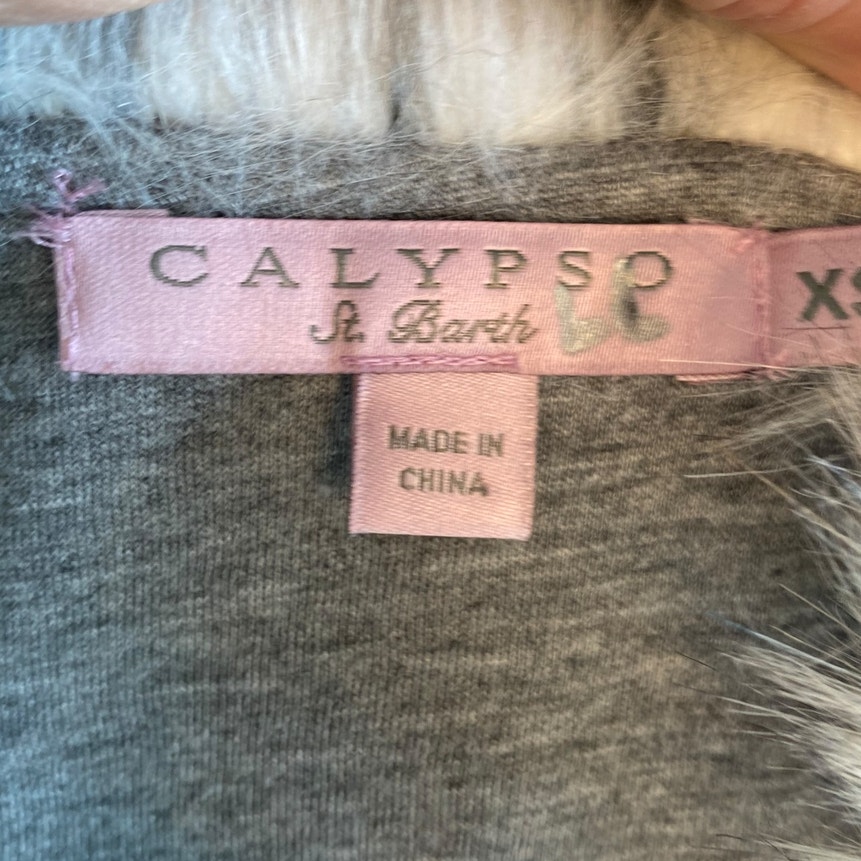 CALYPSO
St. Barth
XS
MADE IN
CHINA